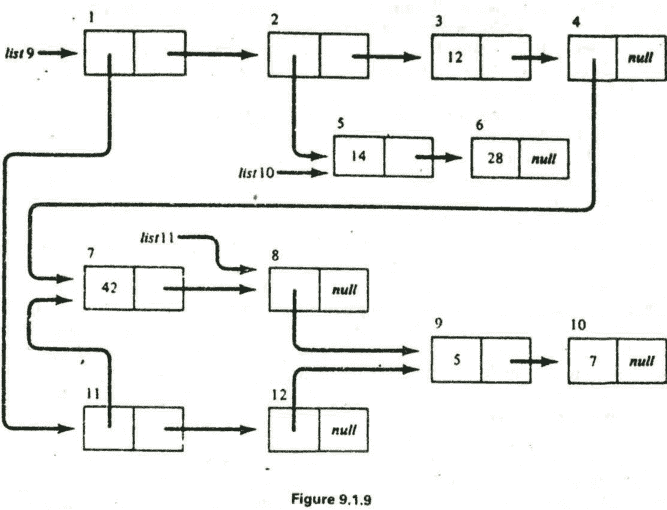 1 2 3 4
list9 12 null
5 6
14 28 null
list10
list11
7 8
42 null
9 10
5 7 null
11 12
null
Figure 9.1.9